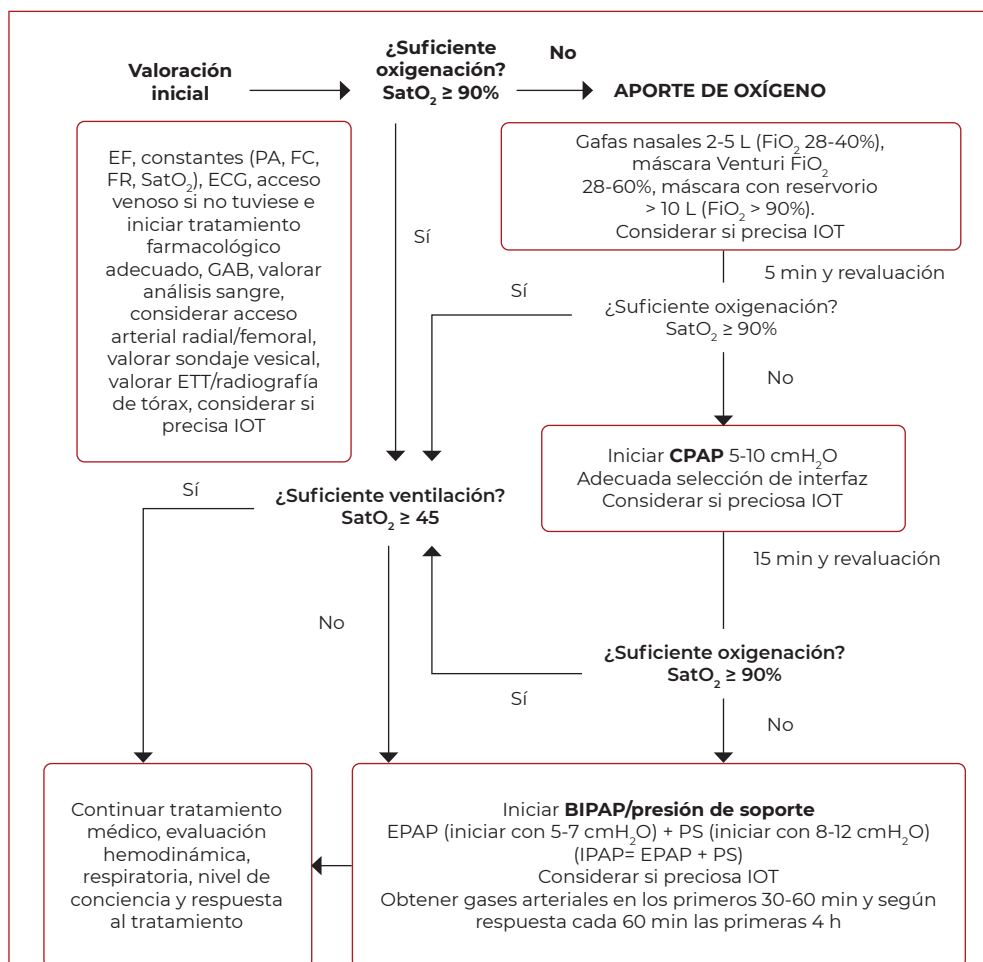 Valoración
inicial
¿Suficiente
oxigenación?
SatO₂ ≥ 90%
No
APORTE DE OXÍGENO
EF, constantes (PA, FC,
FR, SatO₂), ECG, acceso
venoso si no tuviese e
iniciar tratamiento
farmacológico
adecuado, GAB, valorar
análisis sangre,
considerar acceso
arterial radial/femoral,
valorar sondaje vesical,
valorar ETT/radiografía
de tórax, considerar si
precisa IOT
Gafas nasales 2-5 L (FiO₂ 28-40%),
máscara Venturi FiO₂
28-60%, máscara con reservorio
> 10 L (FiO₂ > 90%).
Considerar si precisa IOT
Sí
5 min y revaluación
Sí
¿Suficiente oxigenación?
SatO₂ ≥ 90%
No
Iniciar CPAP 5-10 cmH₂O
Adecuada selección de interfaz
Considerar si preciosa IOT
Sí
¿Suficiente ventilación?
SatO₂ ≥ 45
15 min y revaluación
No
¿Suficiente oxigenación?
SatO₂ ≥ 90%
Sí
No
Continuar tratamiento
médico, evaluación
hemodinámica,
respiratoria, nivel de
conciencia y respuesta
al tratamiento
Iniciar BIPAP/presión de soporte
EPAP (iniciar con 5-7 cmH₂O) + PS (iniciar con 8-12 cmH₂O)
(IPAP= EPAP + PS)
Considerar si preciosa IOT
Obtener gases arteriales en los primeros 30-60 min y según
respuesta cada 60 min las primeras 4 h